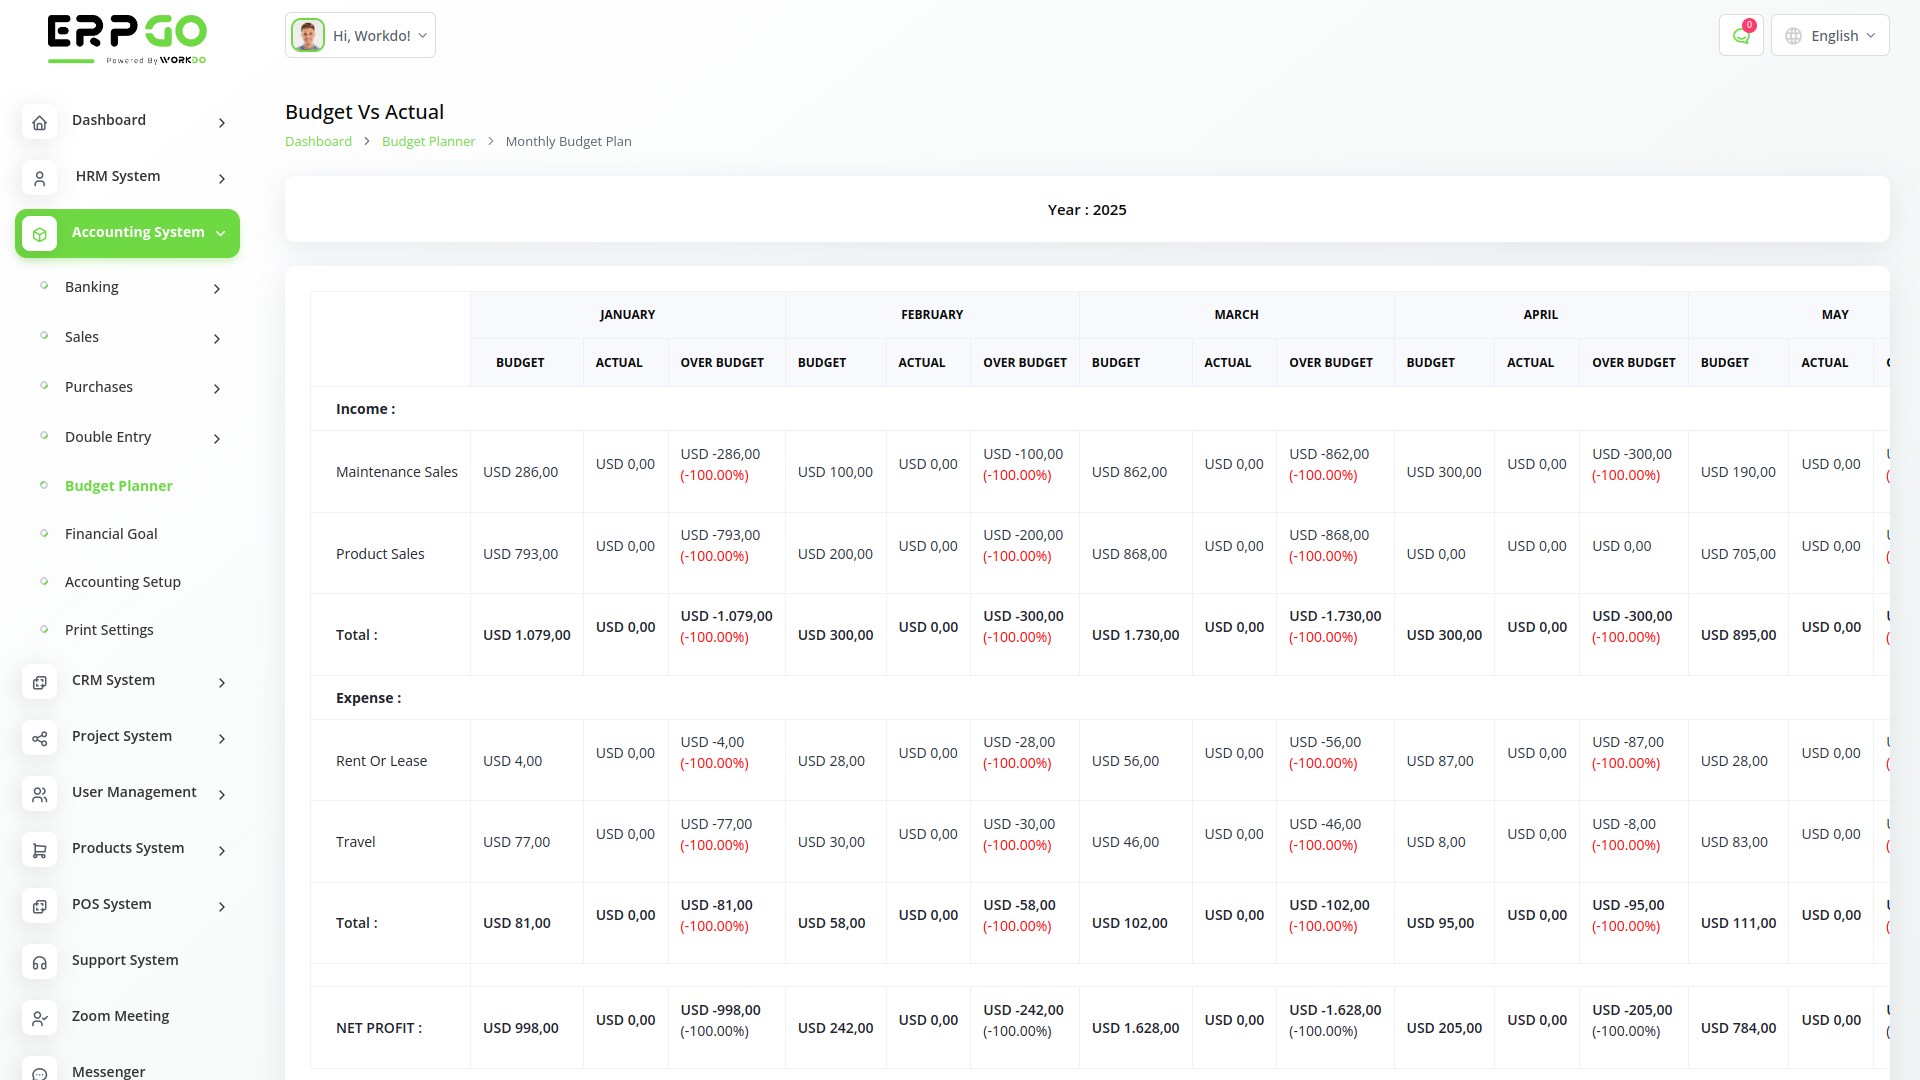 ERPGO
Powered By WORKDO
Hi, Workdo!
0
English
Dashboard
HRM System
Accounting System
Banking
Sales
Purchases
Double Entry
Budget Planner
Financial Goal
Accounting Setup
Print Settings
CRM System
Project System
User Management
Products System
POS System
Support System
Zoom Meeting
Messenger
Budget Vs Actual
Dashboard > Budget Planner > Monthly Budget Plan
Year : 2025
JANUARY FEBRUARY MARCH APRIL MAY
BUDGET ACTUAL OVER BUDGET BUDGET ACTUAL OVER BUDGET BUDGET ACTUAL OVER BUDGET BUDGET ACTUAL OVER BUDGET BUDGET ACTUAL
Income :
Maintenance Sales USD 286,00 USD 0,00 USD -286,00 (-100.00%) USD 100,00 USD 0,00 USD -100,00 (-100.00%) USD 862,00 USD 0,00 USD -862,00 (-100.00%) USD 300,00 USD 0,00 USD -300,00 (-100.00%) USD 190,00 USD 0,00
Product Sales USD 793,00 USD 0,00 USD -793,00 (-100.00%) USD 200,00 USD 0,00 USD -200,00 (-100.00%) USD 868,00 USD 0,00 USD -868,00 (-100.00%) USD 0,00 USD 0,00 USD 0,00 USD 705,00 USD 0,00
Total : USD 1.079,00 USD 0,00 USD -1.079,00 (-100.00%) USD 300,00 USD 0,00 USD -300,00 (-100.00%) USD 1.730,00 USD 0,00 USD -1.730,00 (-100.00%) USD 300,00 USD 0,00 USD -300,00 (-100.00%) USD 895,00 USD 0,00
Expense :
Rent Or Lease USD 4,00 USD 0,00 USD -4,00 (-100.00%) USD 28,00 USD 0,00 USD -28,00 (-100.00%) USD 56,00 USD 0,00 USD -56,00 (-100.00%) USD 87,00 USD 0,00 USD -87,00 (-100.00%) USD 28,00 USD 0,00
Travel USD 77,00 USD 0,00 USD -77,00 (-100.00%) USD 30,00 USD 0,00 USD -30,00 (-100.00%) USD 46,00 USD 0,00 USD -46,00 (-100.00%) USD 8,00 USD 0,00 USD -8,00 (-100.00%) USD 83,00 USD 0,00
Total : USD 81,00 USD 0,00 USD -81,00 (-100.00%) USD 58,00 USD 0,00 USD -58,00 (-100.00%) USD 102,00 USD 0,00 USD -102,00 (-100.00%) USD 95,00 USD 0,00 USD -95,00 (-100.00%) USD 111,00 USD 0,00
NET PROFIT : USD 998,00 USD 0,00 USD -998,00 (-100.00%) USD 242,00 USD 0,00 USD -242,00 (-100.00%) USD 1.628,00 USD 0,00 USD -1.628,00 (-100.00%) USD 205,00 USD 0,00 USD -205,00 (-100.00%) USD 784,00 USD 0,00